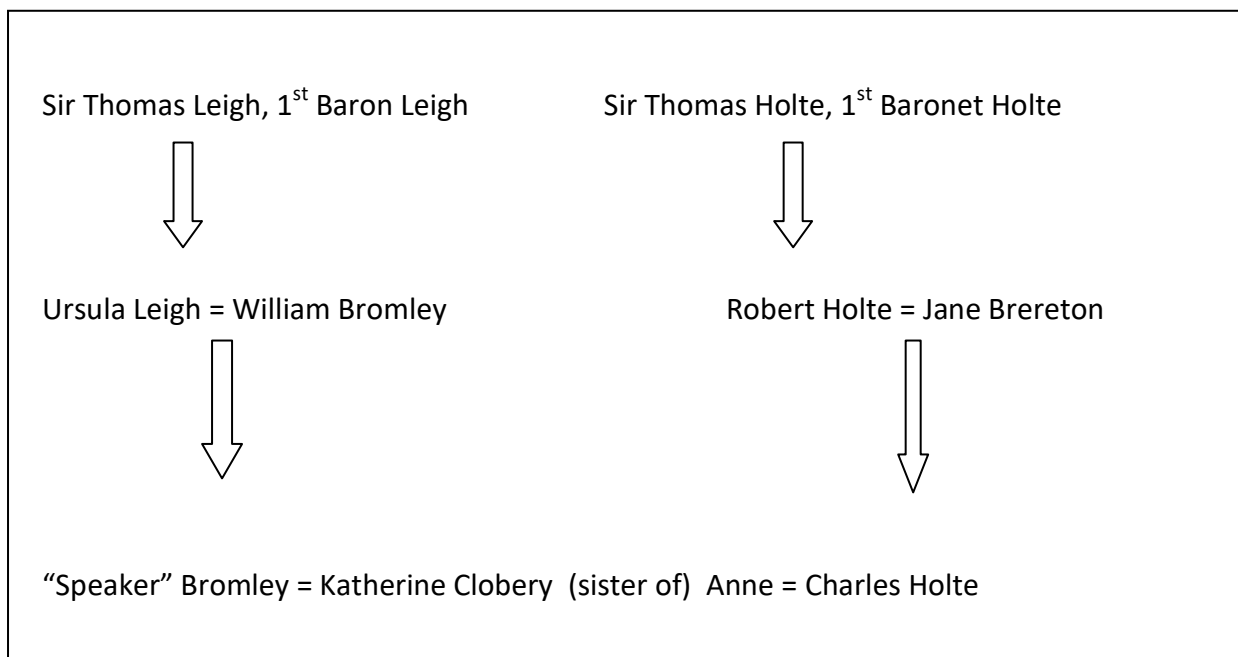 Sir Thomas Leigh, 1st Baron Leigh
Sir Thomas Holte, 1st Baronet Holte
Ursula Leigh = William Bromley
Robert Holte = Jane Brereton
“Speaker” Bromley = Katherine Clobery (sister of) Anne = Charles Holte